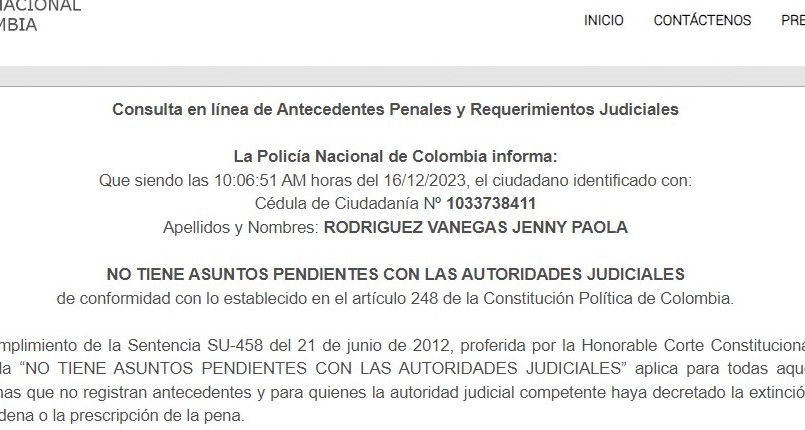 NACIONAL
MBIA
INICIO CONTÁCTENOS PRE
Consulta en línea de Antecedentes Penales y Requerimientos Judiciales
La Policía Nacional de Colombia informa:
Que siendo las 10:06:51 AM horas del 16/12/2023, el ciudadano identificado con:
Cédula de Ciudadanía Nº 1033738411
Apellidos y Nombres: RODRIGUEZ VANEGAS JENNY PAOLA
NO TIENE ASUNTOS PENDIENTES CON LAS AUTORIDADES JUDICIALES
de conformidad con lo establecido en el artículo 248 de la Constitución Política de Colombia.
mplimiento de la Sentencia SU-458 del 21 de junio de 2012, proferida por la Honorable Corte Constituciona
da “NO TIENE ASUNTOS PENDIENTES CON LAS AUTORIDADES JUDICIALES” aplica para todas aque
nas que no registran antecedentes y para quienes la autoridad judicial competente haya decretado la extinció
dena o la prescripción de la pena.